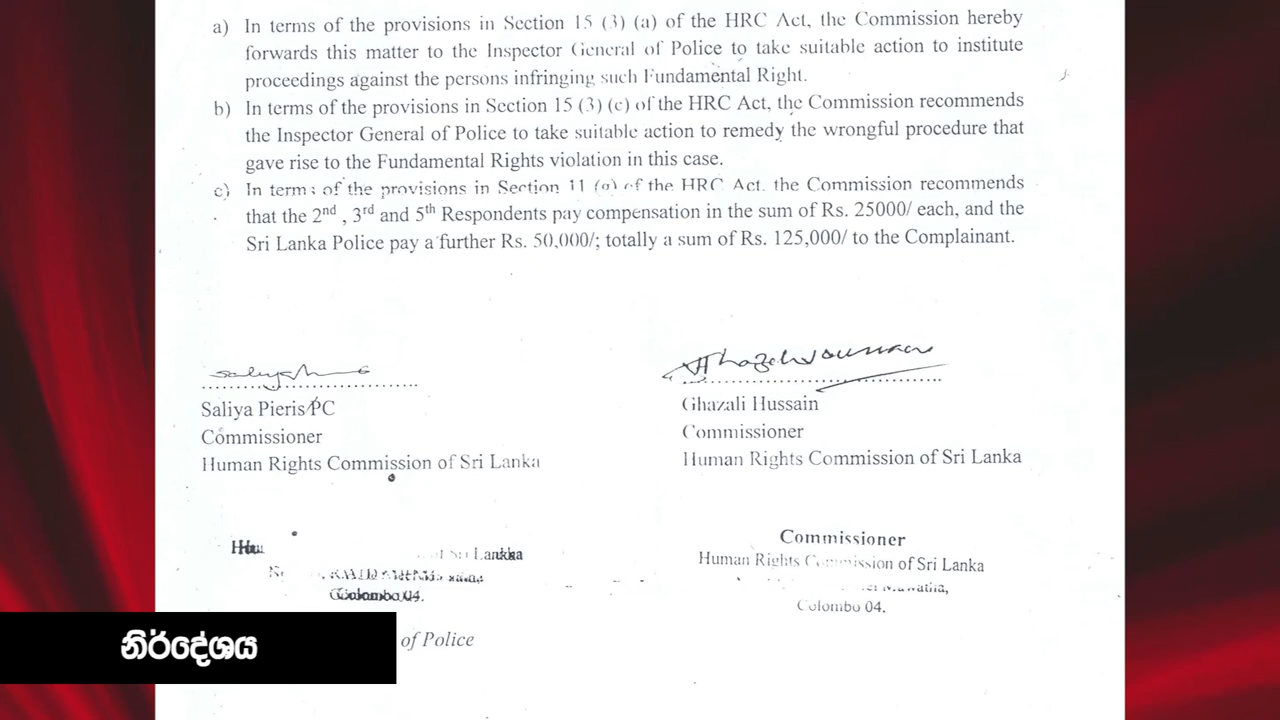 a) In terms of the provisions in Section 15 (3) (a) of the HRC Act, the Commission hereby
forwards this matter to the Inspector General of Police to take suitable action to institute
proceedings against the persons infringing such Fundamental Right.
b) In terms of the provisions in Section 15 (3) (c) of the HRC Act, the Commission recommends
the Inspector General of Police to take suitable action to remedy the wrongful procedure that
gave rise to the Fundamental Rights violation in this case.
c) In terms of the provisions in Section 11 (g) of the HRC Act, the Commission recommends
that the 2nd , 3rd and 5th Respondents pay compensation in the sum of Rs. 25000/ each, and the
Sri Lanka Police pay a further Rs. 50,000/; totally a sum of Rs. 125,000/ to the Complainant.
Saliya Pieris PC
Commissioner
Human Rights Commission of Sri Lanka
Ghazali Hussain
Commissioner
Human Rights Commission of Sri Lanka
of Sri Lanka
Colombo 04.
Commissioner
Human Rights Commission of Sri Lanka
Colombo 04.
of Police
නිර්දේශය